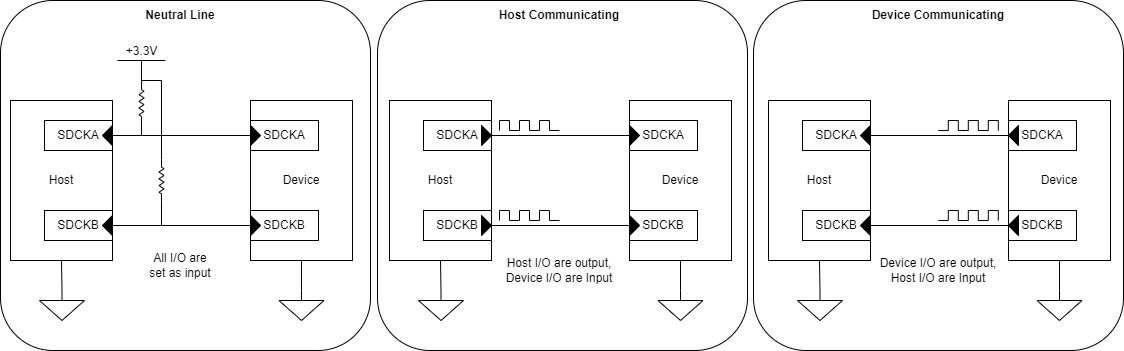 Neutral Line
+3.3V
SDCKA
SDCKA
Host
Device
SDCKB
SDCKB
All I/O are
set as input
Host Communicating
SDCKA
SDCKA
Host
Device
SDCKB
SDCKB
Host I/O are output,
Device I/O are Input
Device Communicating
SDCKA
SDCKA
Host
Device
SDCKB
SDCKB
Device I/O are output,
Host I/O are Input